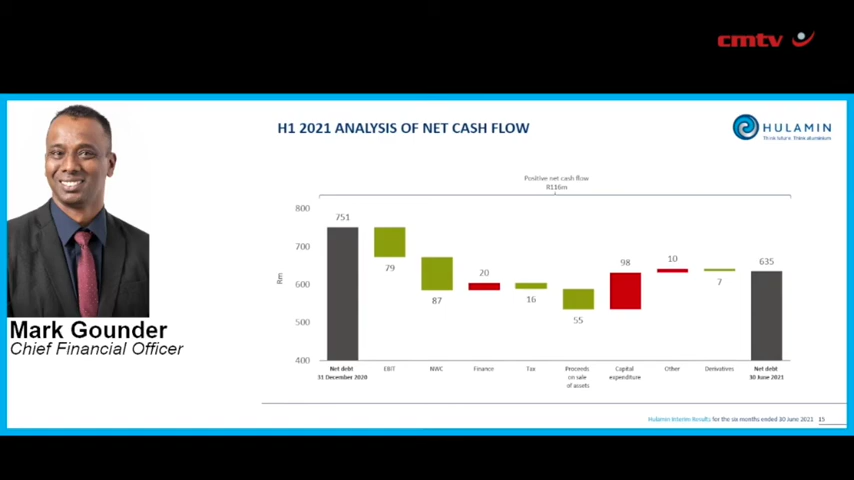 cmtv
H1 2021 ANALYSIS OF NET CASH FLOW
HULAMIN
Think future. Think aluminium.
Positive net cash flow
R116m
800
700
600
500
400
Rm
751
79
87
20
16
55
98
10
7
635
Net debt
31 December 2020
EBIT
NWC
Finance
Tax
Proceeds
on sale
of assets
Capital
expenditure
Other
Derivatives
Net debt
30 June 2021
Mark Gounder
Chief Financial Officer
Hulamin Interim Results for the six months ended 30 June 2021 15